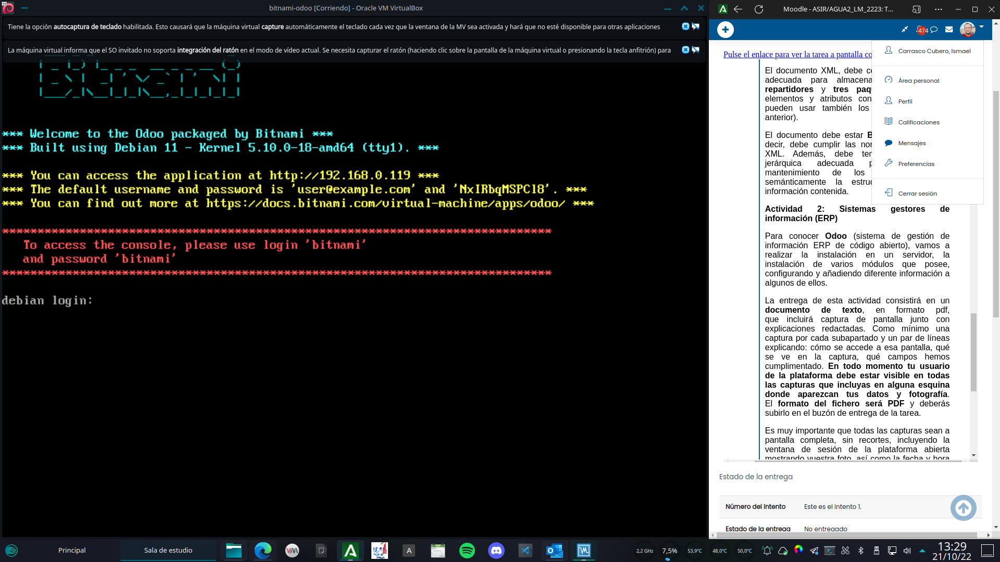 bitnami-odoo [Corriendo] - Oracle VM VirtualBox
Tiene la opción autocaptura de teclado habilitada. Esto causará que la máquina virtual capture automáticamente el teclado cada vez que la ventana de la MV sea activada y hará que no esté disponible para otras aplicaciones
La máquina virtual informa que el SO invitado no soporta integración del ratón en el modo de vídeo actual. Se necesita capturar el ratón (haciendo clic sobre la pantalla de la máquina virtual o presionando la tecla anfitrión) para
Bitnami
*** Welcome to the Odoo packaged by Bitnami ***
*** Built using Debian 11 - Kernel 5.10.0-18-amd64 (tty1). ***
*** You can access the application at http://192.168.0.119 ***
*** The default username and password is 'user@example.com' and 'NxIRbqMSPCl8'. ***
*** You can find out more at https://docs.bitnami.com/virtual-machine/apps/odoo/ ***
******************************************************************************
To access the console, please use login 'bitnami'
and password 'bitnami'
******************************************************************************
debian login:
Moodle - ASIR/AGUA2_LM_2223: T...
474
Pulse el enlace para ver la tarea a pantalla co
El documento XML, debe co
adecuada para almacena
repartidores y tres paq
elementos y atributos con
pueden usar también los
anterior).
El documento debe estar B
decir, debe cumplir las nor
XML. Además, debe ter
jerárquica adecuada p
mantenimiento de los
semánticamente la estruc
información contenida.
Carrasco Cubero, Ismael
Área personal
Perfil
Calificaciones
Mensajes
Preferencias
Cerrar sesión
Actividad 2: Sistemas gestores de
información (ERP)
Para conocer Odoo (sistema de gestión de
información ERP de código abierto), vamos a
realizar la instalación en un servidor, la
instalación de varios módulos que posee,
configurando y añadiendo diferente información a
algunos de ellos.
La entrega de esta actividad consistirá en un
documento de texto, en formato pdf,
que incluirá captura de pantalla junto con
explicaciones redactadas. Como mínimo una
captura por cada subapartado y un par de líneas
explicando: cómo se accede a esa pantalla, qué
se ve en la captura, qué campos hemos
cumplimentado. En todo momento tu usuario
de la plataforma debe estar visible en todas
las capturas que incluyas en alguna esquina
donde aparezcan tus datos y fotografía.
El formato del fichero será PDF y deberás
subirlo en el buzón de entrega de la tarea.
Es muy importante que todas las capturas sean a
pantalla completa, sin recortes, incluyendo la
ventana de sesión de la plataforma abierta
mostrando vuestra foto, así como la fecha y hora
Estado de la entrega
Número del intento Este es el intento 1.
Estado de la entrega No entregado
Principal
Sala de estudio
2,2 GHz 7,5% 53,9°C 48,0°C 50,0°C
13:29
21/10/22